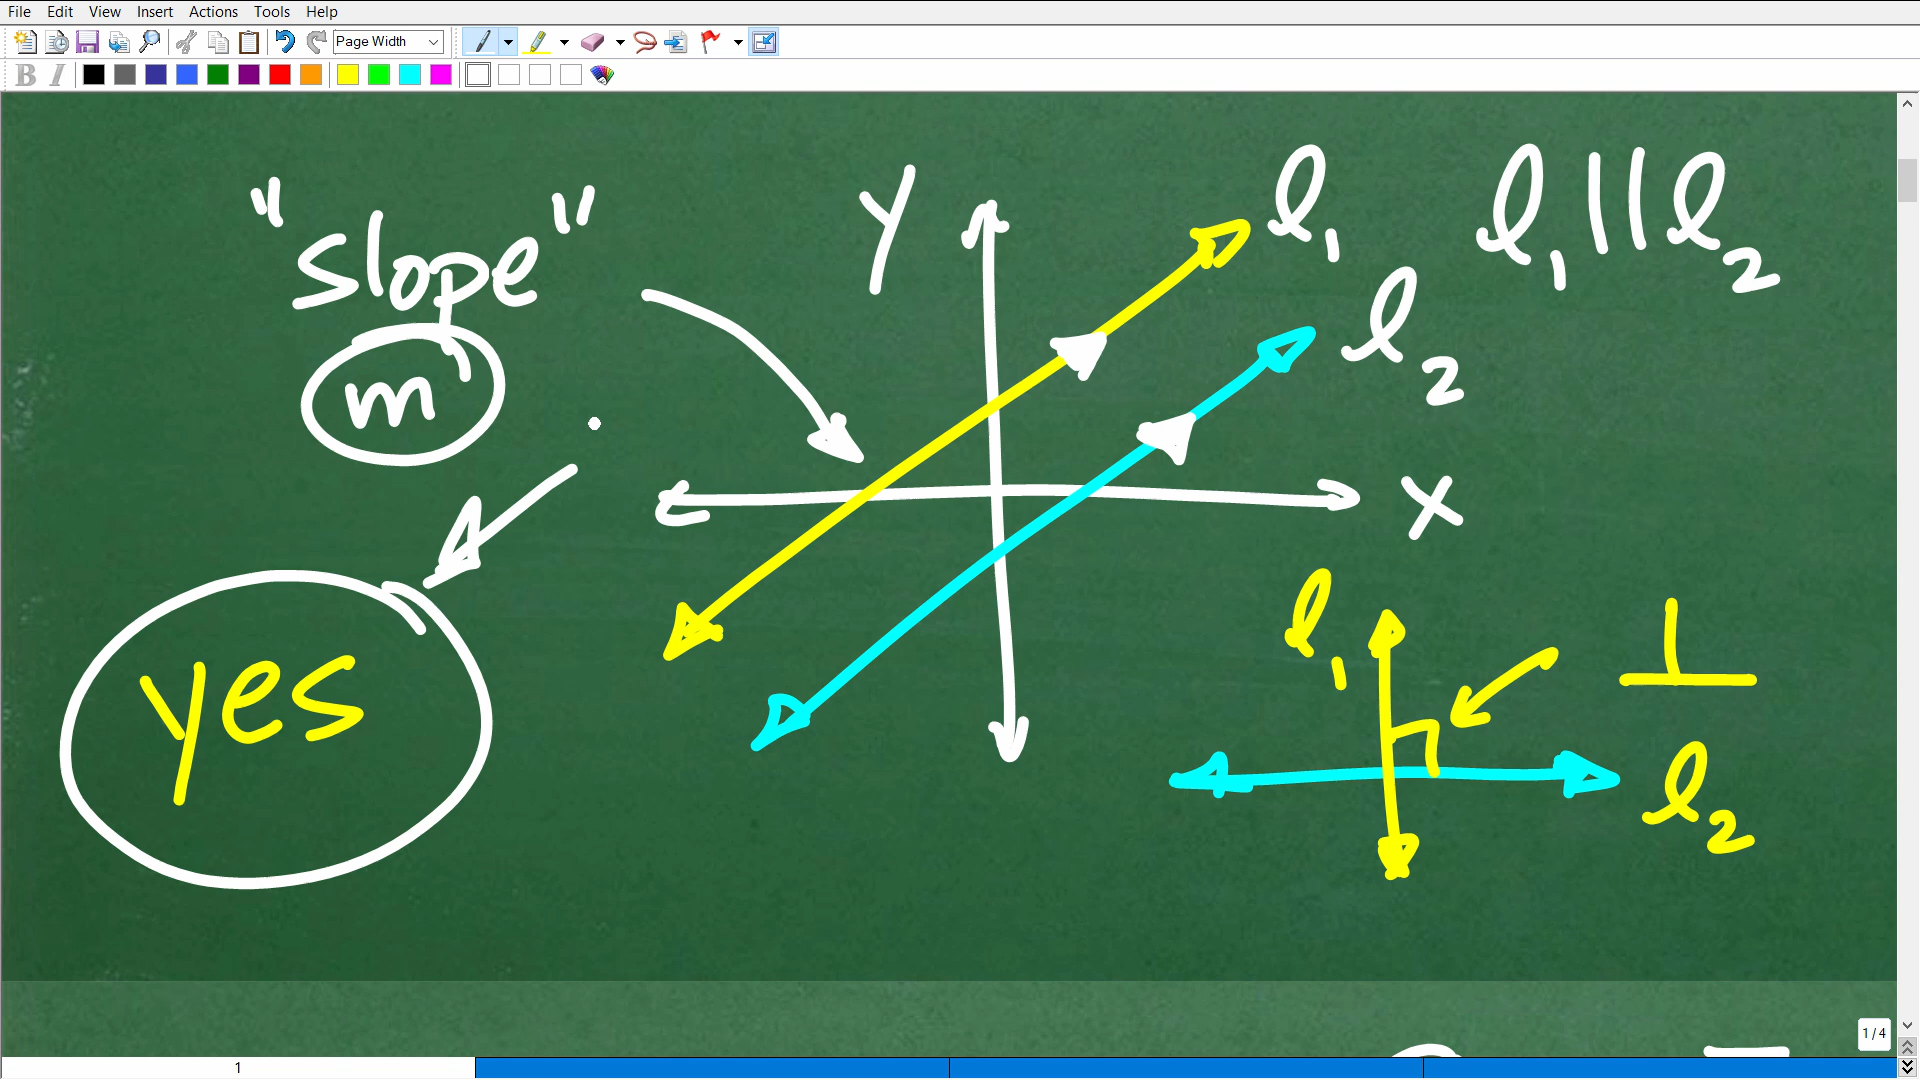 File Edit View Insert Actions Tools Help
Page Width
B I
"slope"
m
yes
y
x
ℓ₁
ℓ₂
ℓ₁ || ℓ₂
ℓ₁
⊥
ℓ₂
1 / 4
1